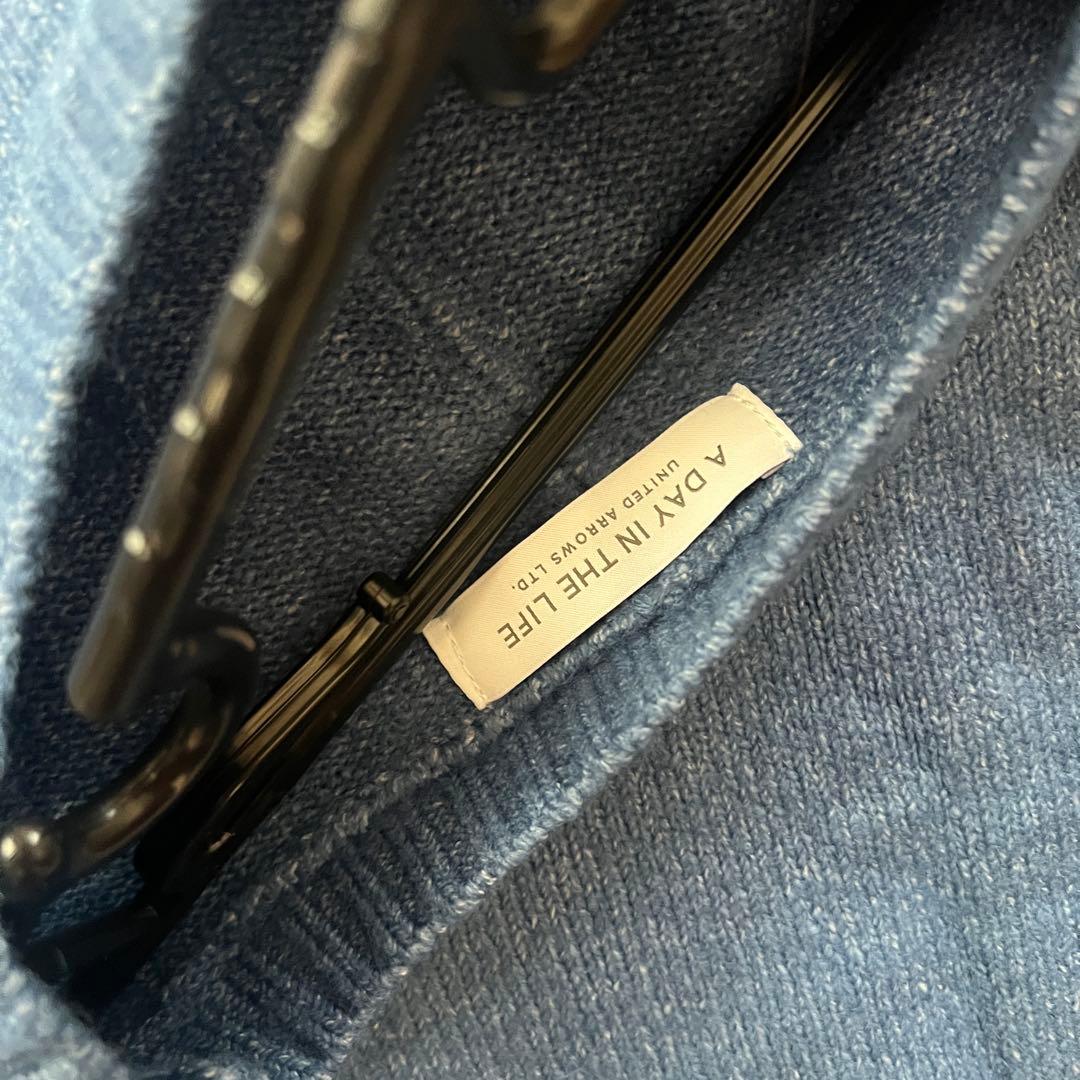 A DAY IN THE LIFE
UNITED ARROWS LTD.